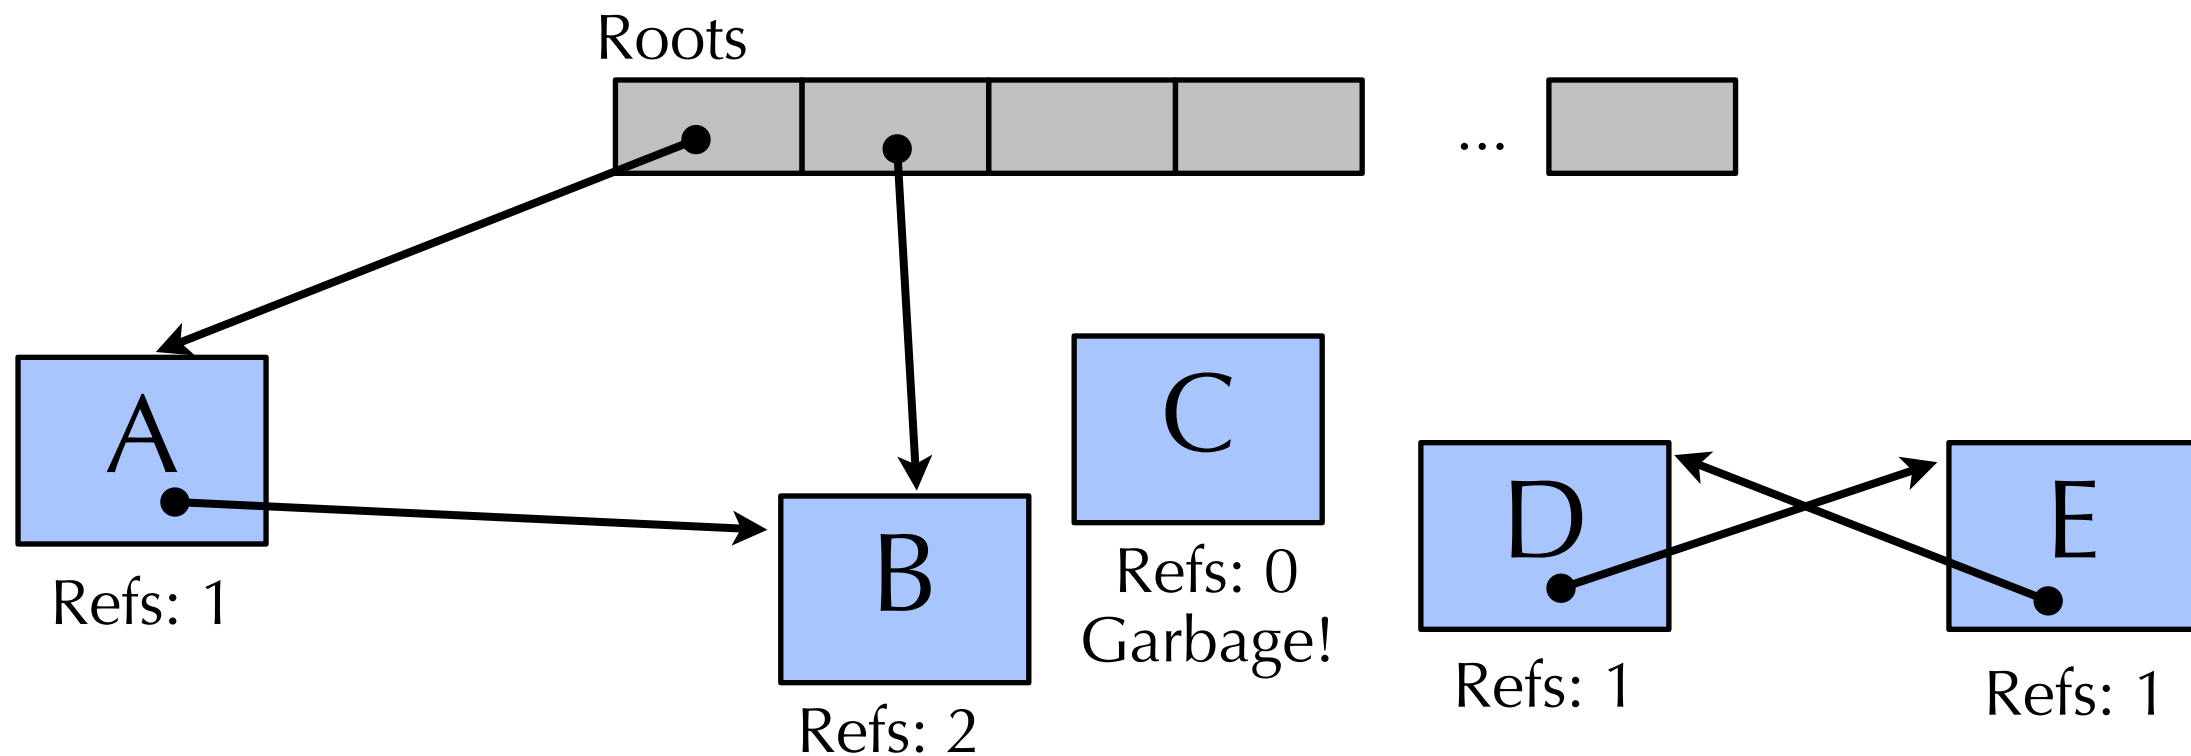 Roots
...
A
B
C
D
E
Refs: 1
Refs: 2
Refs: 0
Garbage!
Refs: 1
Refs: 1